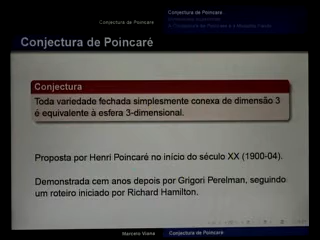 Conjectura de Poincaré
Conjectura de Poincaré
Conjectura de Poincaré
Conjectura
Toda variedade fechada simplesmente conexa de dimensão 3
é equivalente à esfera 3-dimensional.
Proposta por Henri Poincaré no início do século XX (1900-04).
Demonstrada cem anos depois por Grigori Perelman, seguindo
um roteiro iniciado por Richard Hamilton.
Marcelo Viana
Conjectura de Poincaré